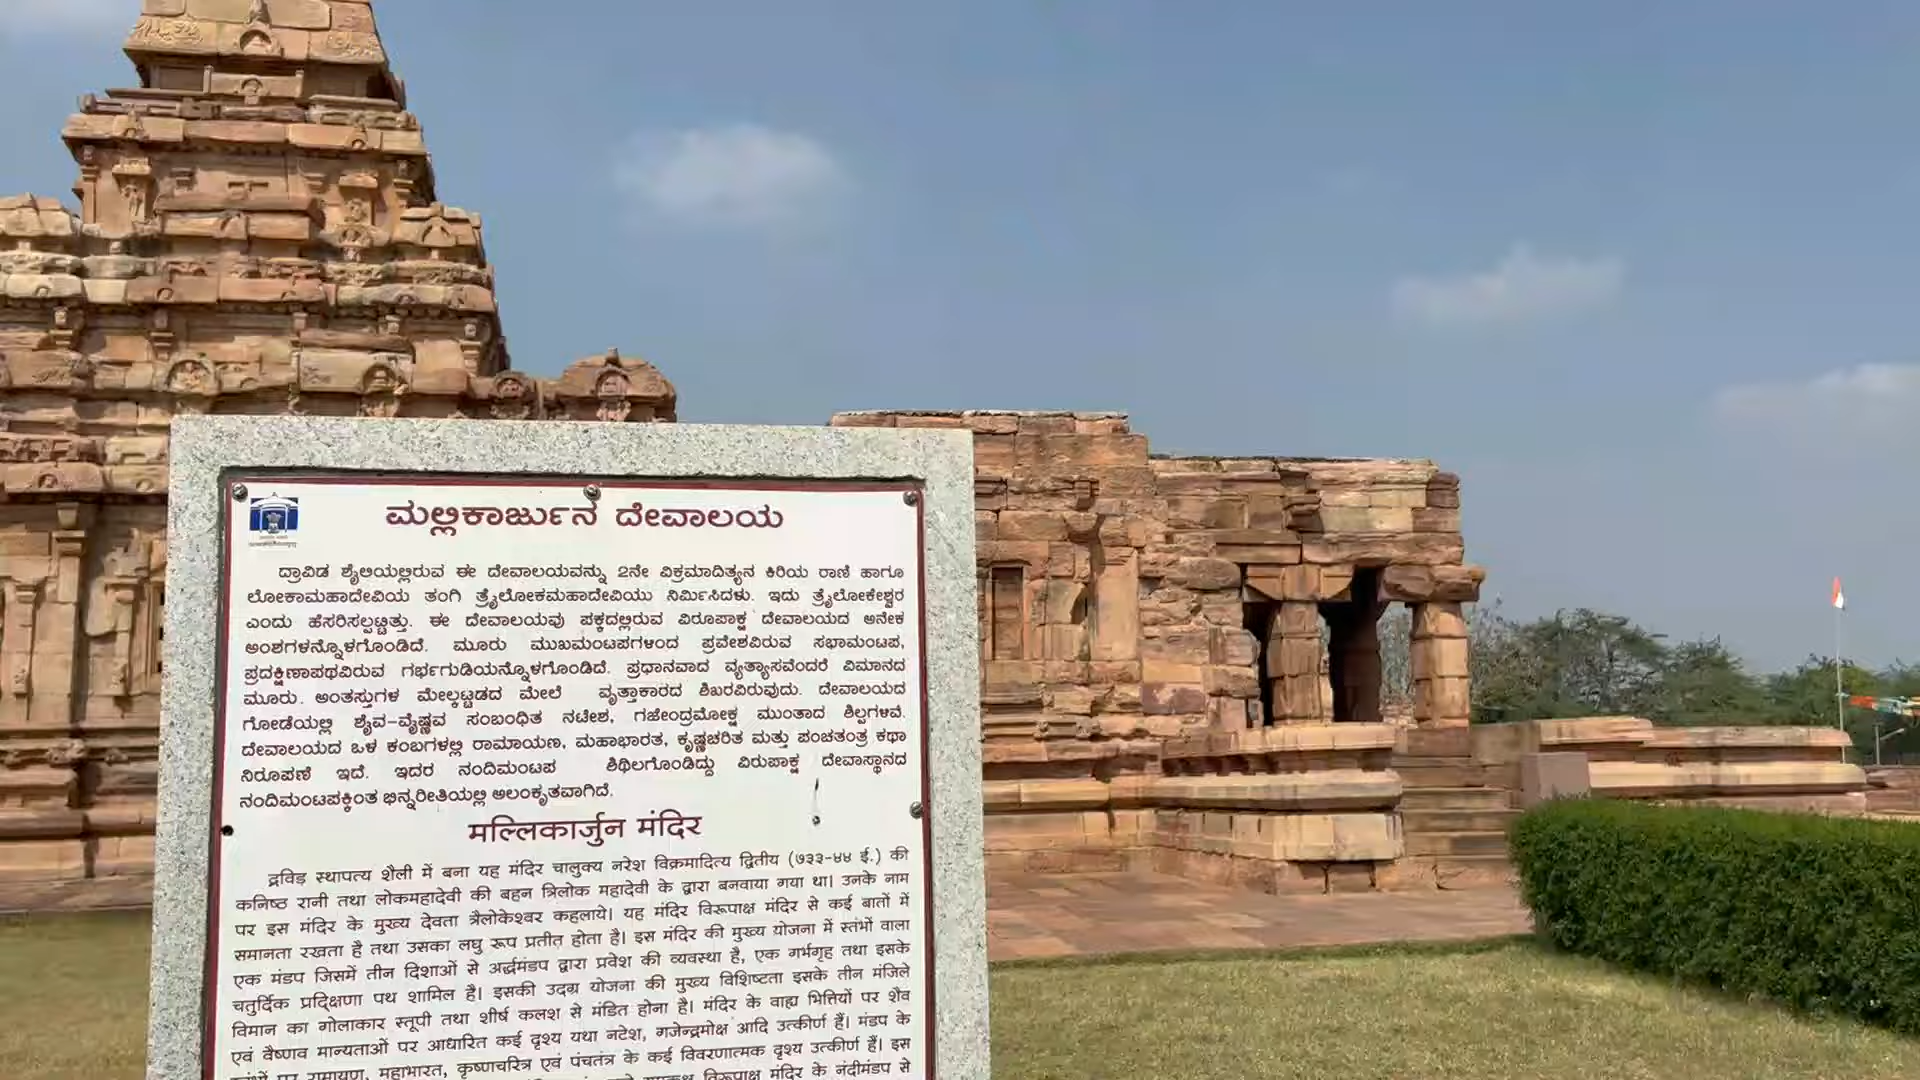 ಮಲ್ಲಿಕಾರ್ಜುನ ದೇವಾಲಯ
ದ್ರಾವಿಡ ಶೈಲಿಯಲ್ಲಿರುವ ಈ ದೇವಾಲಯವನ್ನು 2ನೇ ವಿಕ್ರಮಾದಿತ್ಯನ ಕಿರಿಯ ರಾಣಿ ಹಾಗೂ
ಲೋಕಾಮಹಾದೇವಿಯ ತಂಗಿ ತ್ರೈಲೋಕಮಹಾದೇವಿಯು ನಿರ್ಮಿಸಿದಳು. ಇದು ತ್ರೈಲೋಕೇಶ್ವರ
ಎಂದು ಹೆಸರಿಸಲ್ಪಟ್ಟಿತ್ತು. ಈ ದೇವಾಲಯವು ಪಕ್ಕದಲ್ಲಿರುವ ವಿರೂಪಾಕ್ಷ ದೇವಾಲಯದ ಅನೇಕ
ಅಂಶಗಳನ್ನೊಳಗೊಂಡಿದೆ. ಮೂರು ಮುಖಮಂಟಪಗಳಿಂದ ಪ್ರವೇಶವಿರುವ ಸಭಾಮಂಟಪ,
ಪ್ರದಕ್ಷಿಣಾಪಥವಿರುವ ಗರ್ಭಗುಡಿಯನ್ನೊಳಗೊಂಡಿದೆ. ಪ್ರಧಾನವಾದ ವ್ಯತ್ಯಾಸವೆಂದರೆ ವಿಮಾನದ
ಮೂರು. ಅಂತಸ್ತುಗಳ ಮೇಲ್ಕಟ್ಟಡದ ಮೇಲೆ ವೃತ್ತಾಕಾರದ ಶಿಖರವಿರುವುದು. ದೇವಾಲಯದ
ಗೋಡೆಯಲ್ಲಿ ಶೈವ-ವೈಷ್ಣವ ಸಂಬಂಧಿತ ನಟೇಶ, ಗಜೇಂದ್ರಮೋಕ್ಷ ಮುಂತಾದ ಶಿಲ್ಪಗಳಿವೆ.
ದೇವಾಲಯದ ಒಳ ಕಂಬಗಳಲ್ಲಿ ರಾಮಾಯಣ, ಮಹಾಭಾರತ, ಕೃಷ್ಣಚರಿತ ಮತ್ತು ಪಂಚತಂತ್ರ ಕಥಾ
ನಿರೂಪಣೆ ಇದೆ. ಇದರ ನಂದಿಮಂಟಪ ಶಿಥಿಲಗೊಂಡಿದ್ದು ವಿರುಪಾಕ್ಷ ದೇವಾಸ್ಥಾನದ
ನಂದಿಮಂಟಪಕ್ಕಿಂತ ಭಿನ್ನರೀತಿಯಲ್ಲಿ ಅಲಂಕೃತವಾಗಿದೆ.
मल्लिकार्जुन मंदिर
द्रविड़ स्थापत्य शैली में बना यह मंदिर चालुक्य नरेश विक्रमादित्य द्वितीय (७३३-४४ ई.) की
कनिष्ठ रानी तथा लोकमहादेवी की बहन त्रिलोक महादेवी के द्वारा बनवाया गया था। उनके नाम
पर इस मंदिर के मुख्य देवता त्रैलोकेश्वर कहलाये। यह मंदिर विरूपाक्ष मंदिर से कई बातों में
समानता रखता है तथा उसका लघु रूप प्रतीत होता है। इस मंदिर की मुख्य योजना में स्तंभों वाला
एक मंडप जिसमें तीन दिशाओं से अर्द्धमंडप द्वारा प्रवेश की व्यवस्था है, एक गर्भगृह तथा इसके
चतुर्दिक प्रद्क्षिणा पथ शामिल है। इसकी उदग्र योजना की मुख्य विशिष्टता इसके तीन मंजिले
विमान का गोलाकार स्तूपी तथा शीर्ष कलश से मंडित होना है। मंदिर के वाह्य भित्तियों पर शैव
एवं वैष्णव मान्यताओं पर आधारित कई दृश्य यथा नटेश, गजेन्द्रमोक्ष आदि उत्कीर्ण हैं। मंडप के
पर रामायण, महाभारत, कृष्णचरित्र एवं पंचतंत्र के कई विवरणात्मक दृश्य उत्कीर्ण हैं। इस
विरूपाक्ष मंदिर के नंदीमंडप से